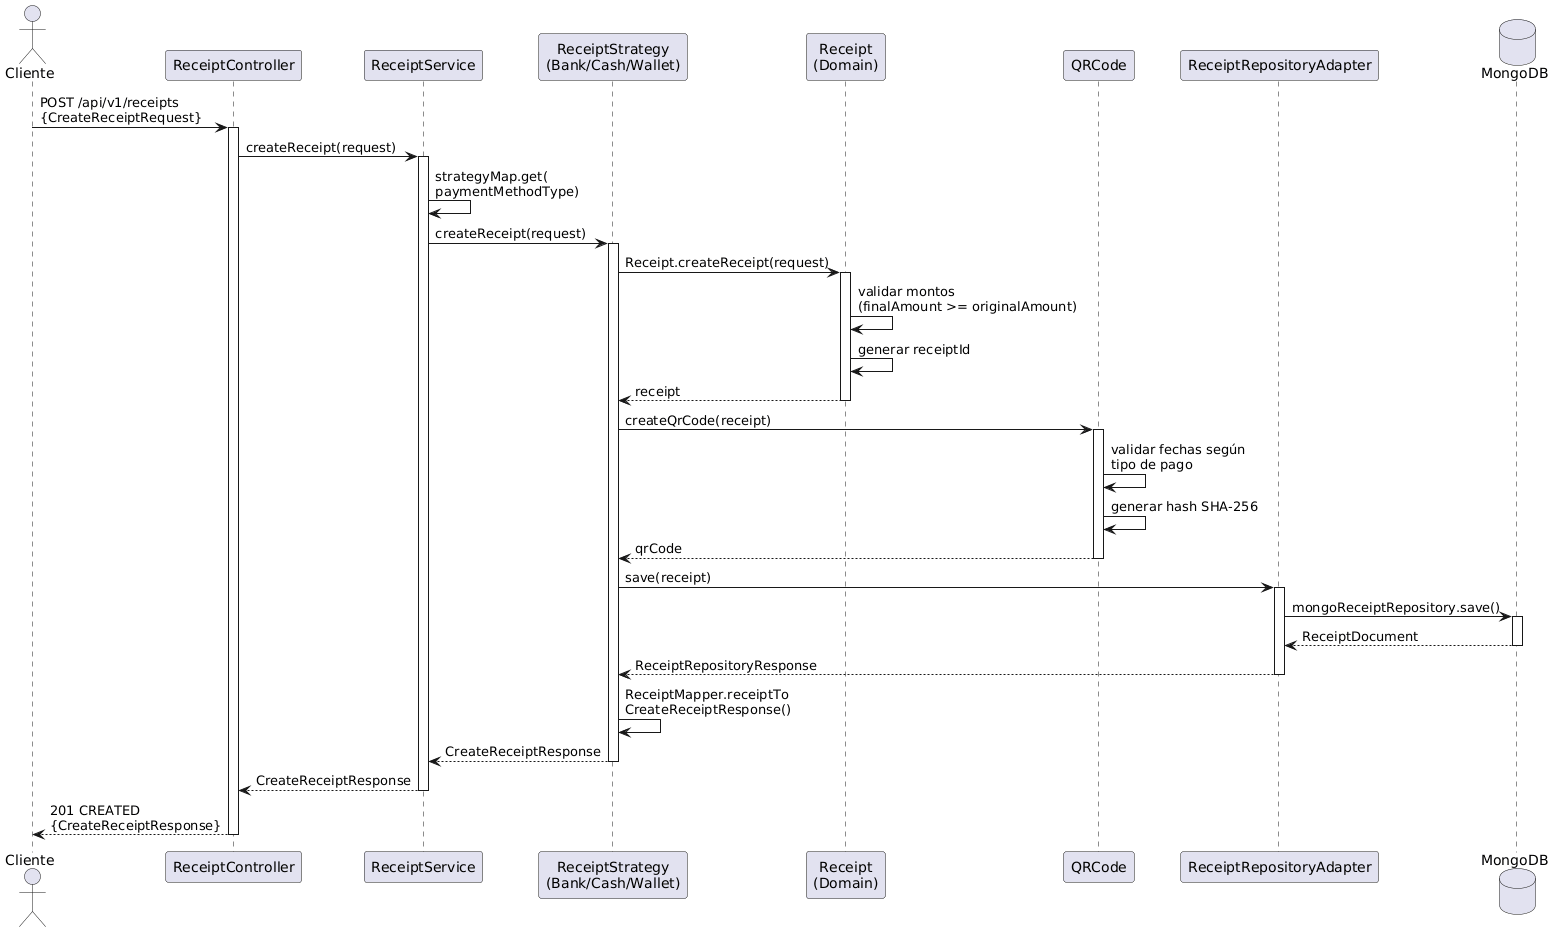 Cliente
ReceiptController
ReceiptService
ReceiptStrategy
(Bank/Cash/Wallet)
Receipt
(Domain)
QRCode
ReceiptRepositoryAdapter
MongoDB
POST /api/v1/receipts
{CreateReceiptRequest}
createReceipt(request)
strategyMap.get(
paymentMethodType)
createReceipt(request)
Receipt.createReceipt(request)
validar montos
(finalAmount >= originalAmount)
generar receiptId
receipt
createQrCode(receipt)
validar fechas según
tipo de pago
generar hash SHA-256
qrCode
save(receipt)
mongoReceiptRepository.save()
ReceiptDocument
ReceiptRepositoryResponse
ReceiptMapper.receiptTo
CreateReceiptResponse()
CreateReceiptResponse
CreateReceiptResponse
201 CREATED
{CreateReceiptResponse}
Cliente
ReceiptController
ReceiptService
ReceiptStrategy
(Bank/Cash/Wallet)
Receipt
(Domain)
QRCode
ReceiptRepositoryAdapter
MongoDB